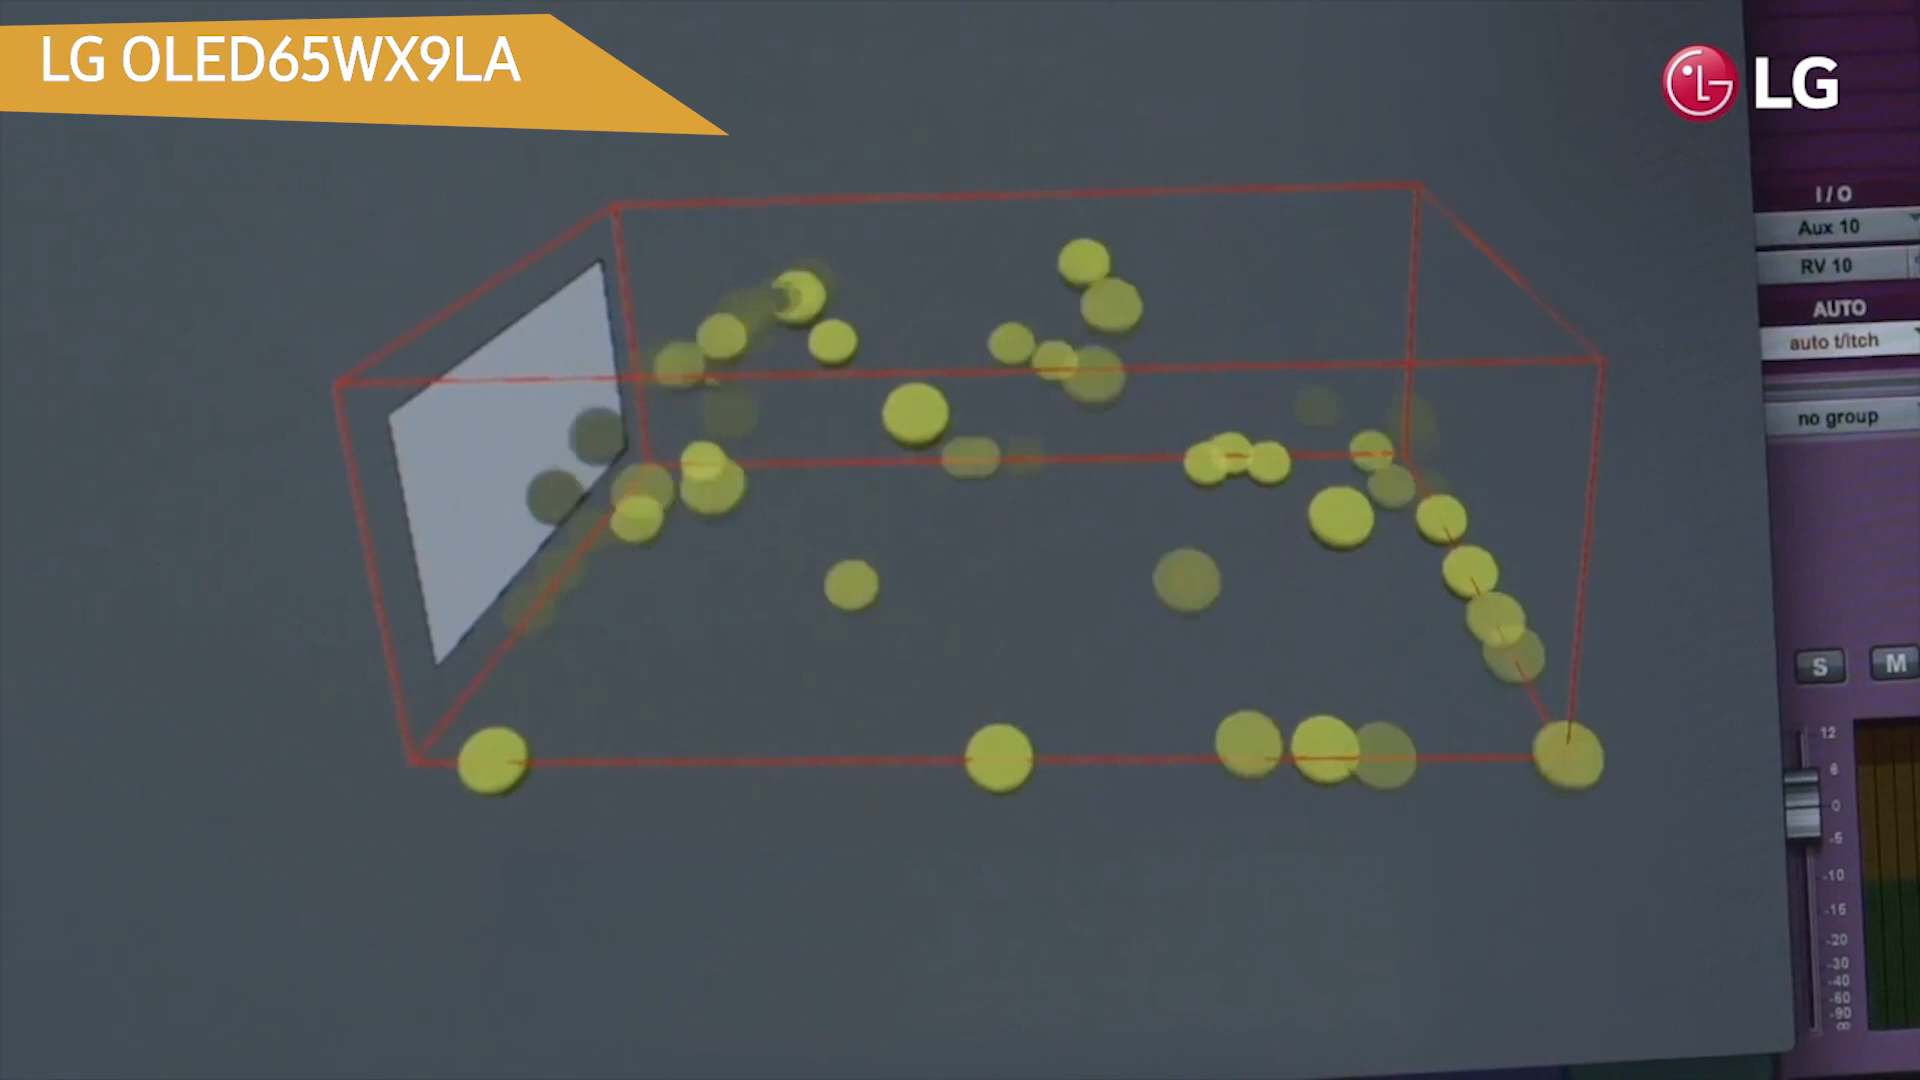 LG OLED65WX9LA
LG
I/O
Aux 10
RV 10
AUTO
auto t/ltch
no group
S
M
12
6
0
-5
-10
-15
-20
-30
-40
-60
-90
∞